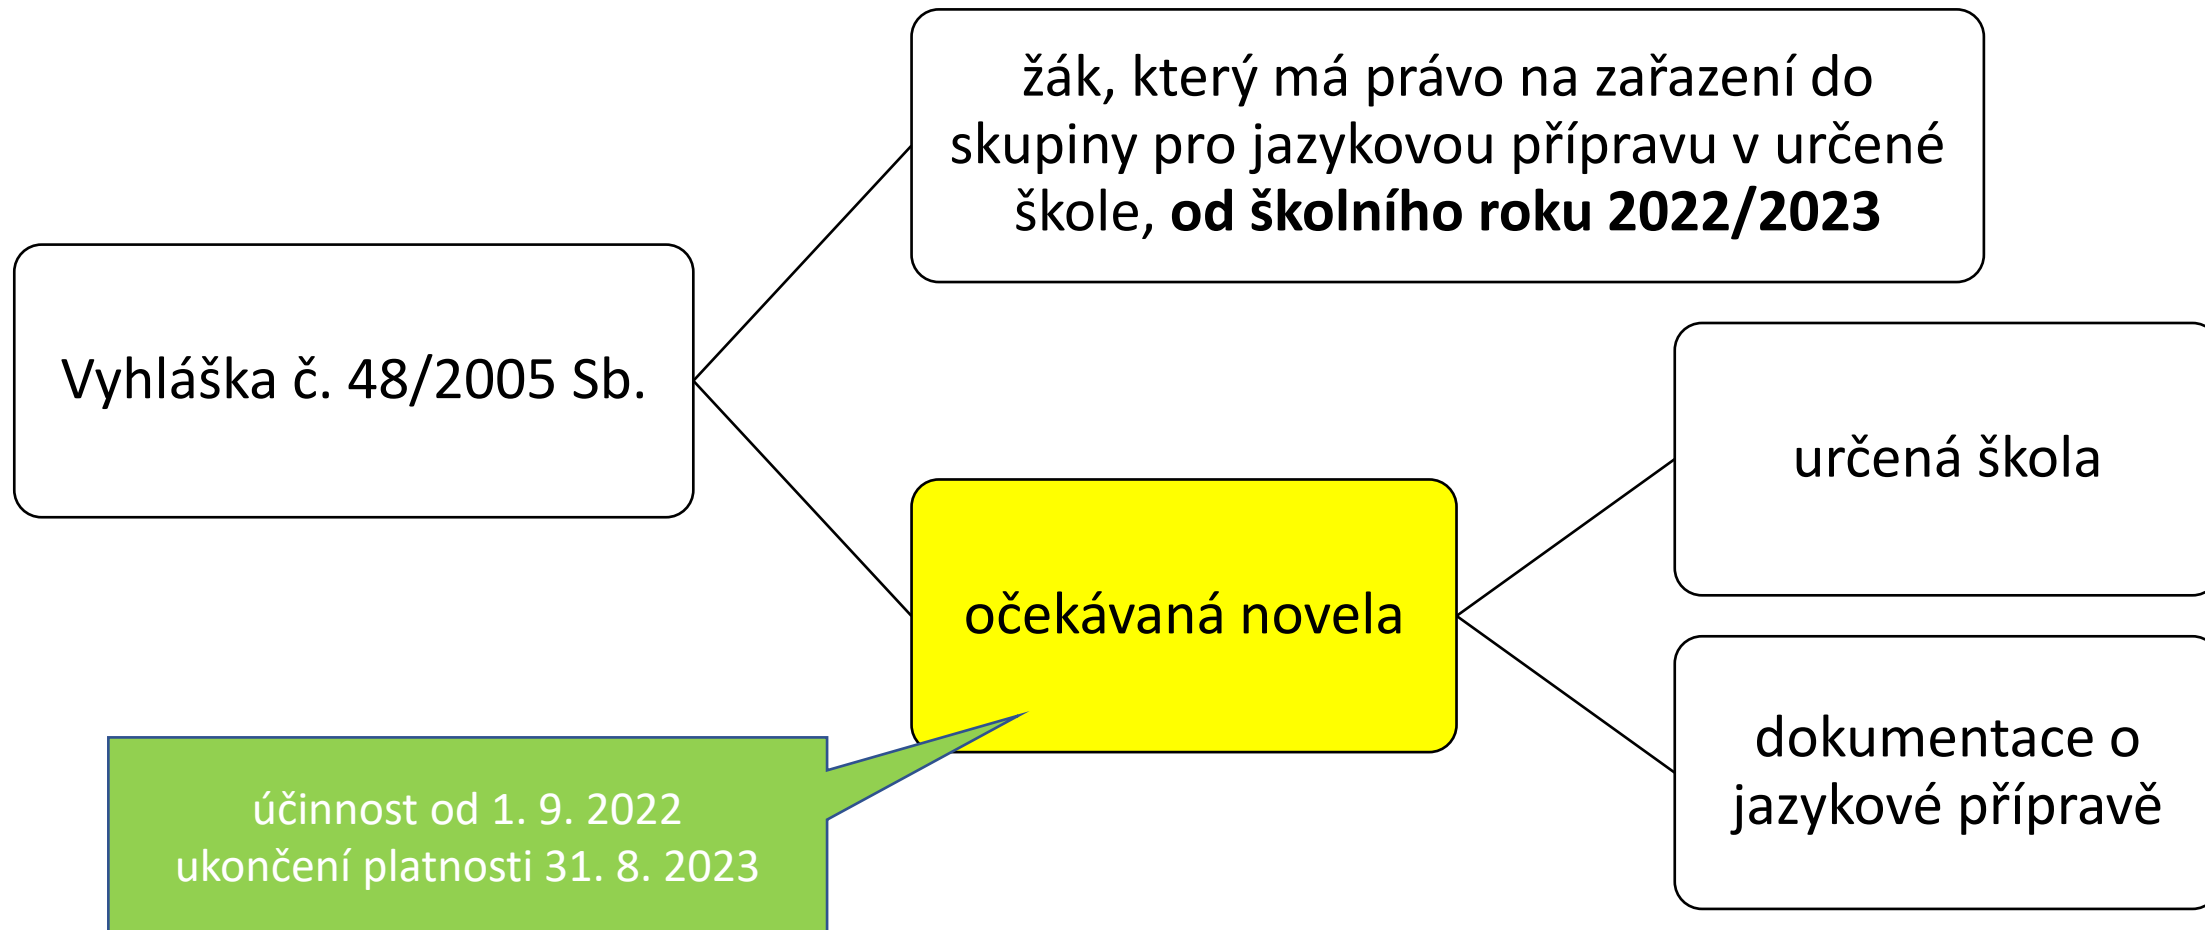 žák, který má právo na zařazení do
skupiny pro jazykovou přípravu v určené
škole, od školního roku 2022/2023
Vyhláška č. 48/2005 Sb.
určená škola
očekávaná novela
dokumentace o
jazykové přípravě
účinnost od 1. 9. 2022
ukončení platnosti 31. 8. 2023